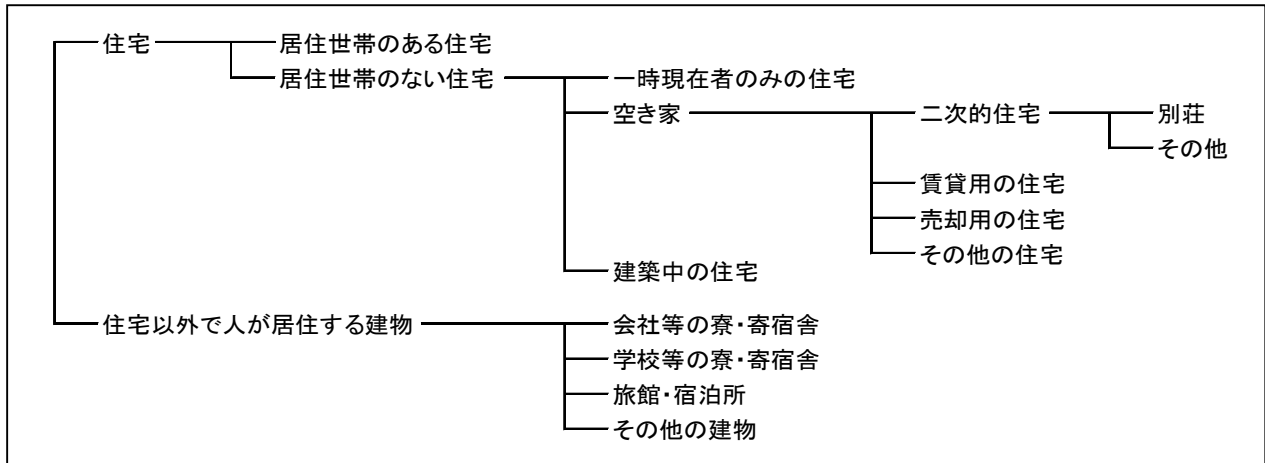 住宅 居住世帯のある住宅
居住世帯のない住宅 一時現在者のみの住宅
空き家 二次的住宅 別荘
その他
賃貸用の住宅
売却用の住宅
その他の住宅
建築中の住宅
住宅以外で人が居住する建物 会社等の寮・寄宿舎
学校等の寮・寄宿舎
旅館・宿泊所
その他の建物